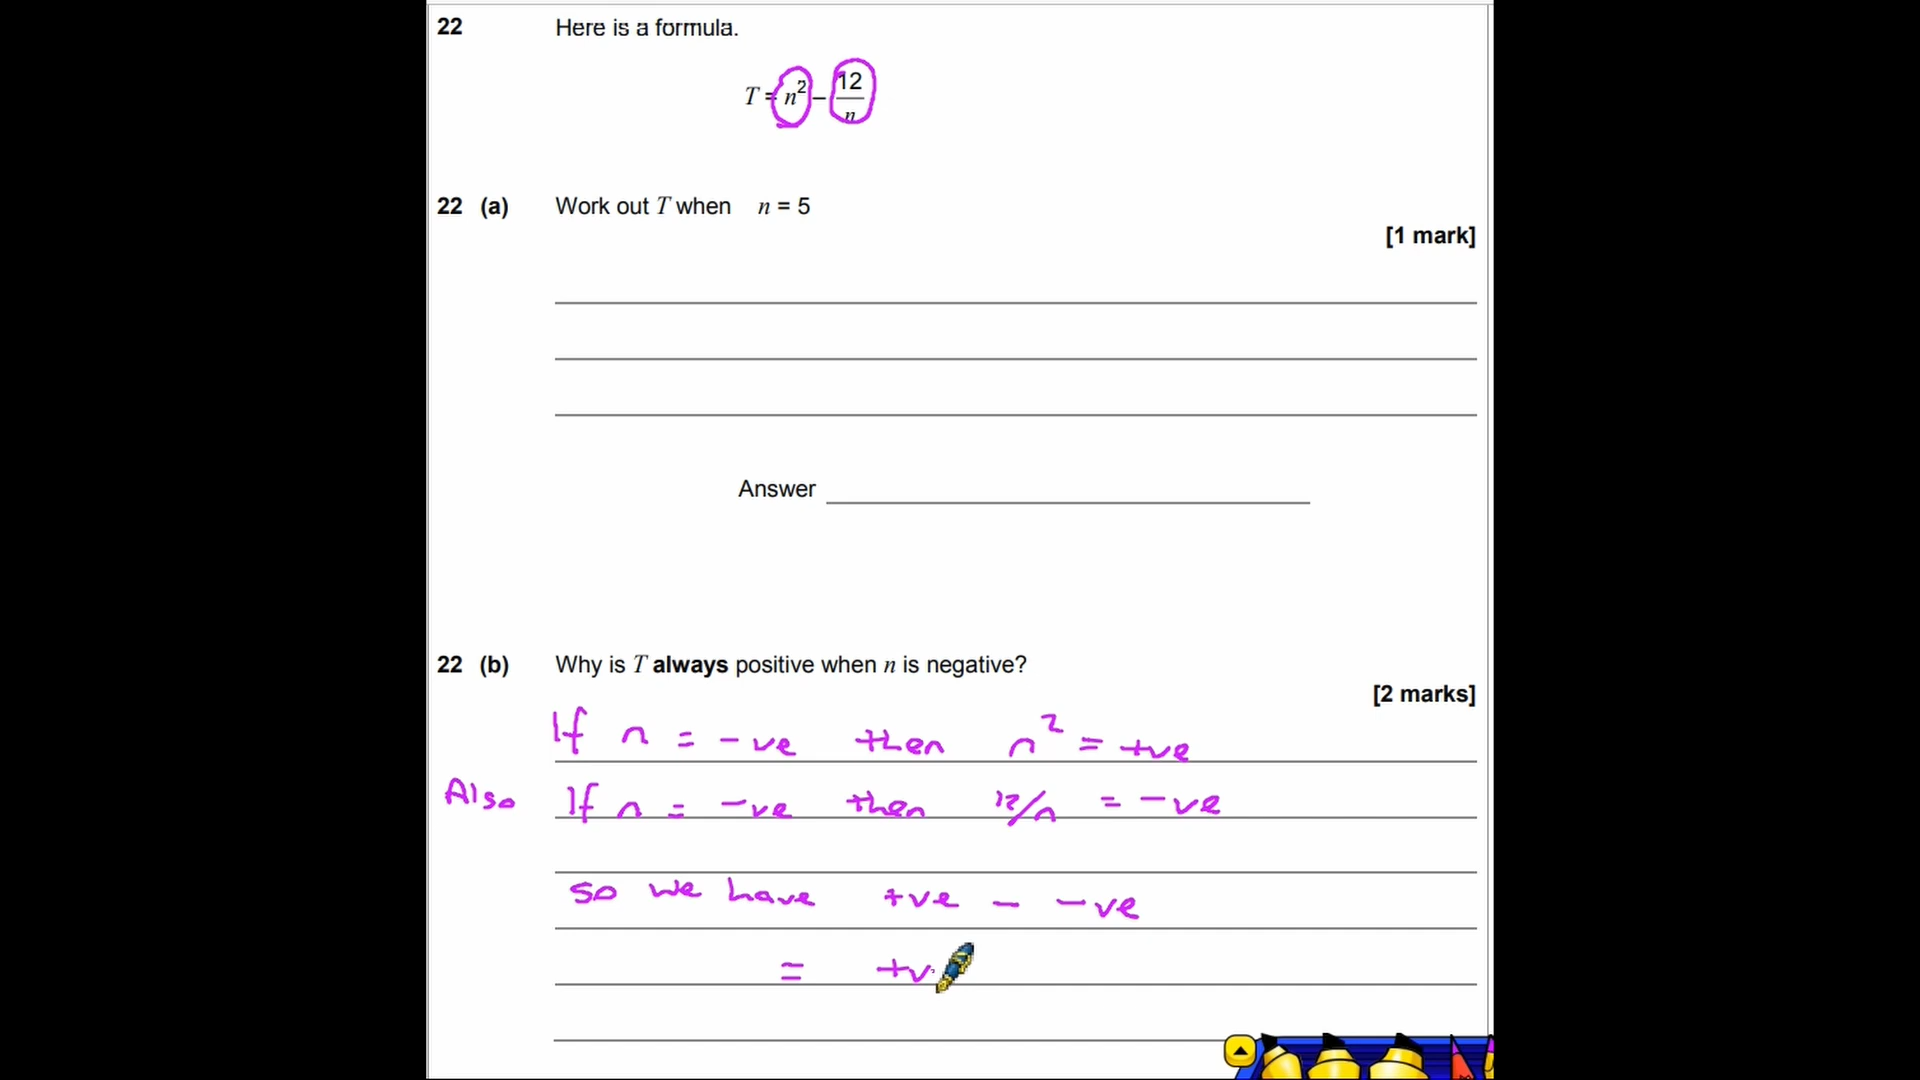 22 Here is a formula.
T = n² – 12/n
22 (a) Work out T when n = 5
[1 mark]
Answer
22 (b) Why is T always positive when n is negative?
[2 marks]
If n = -ve then n² = +ve
Also If n = -ve then 12/n = -ve
so we have +ve - -ve
= +v